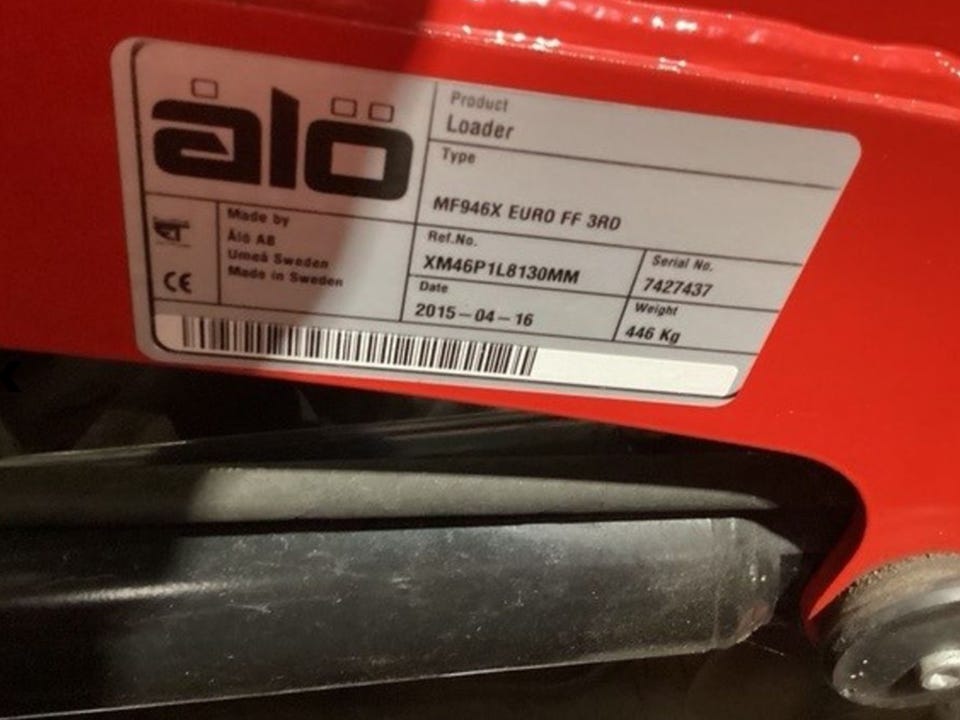 ålö
Product
Loader
Type
MF946X EURO FF 3RD
Made by
Ålö AB
Umeå Sweden
Made in Sweden
CE
Ref.No.
XM46P1L8130MM
Serial No.
7427437
Date
2015-04-16
Weight
446 Kg